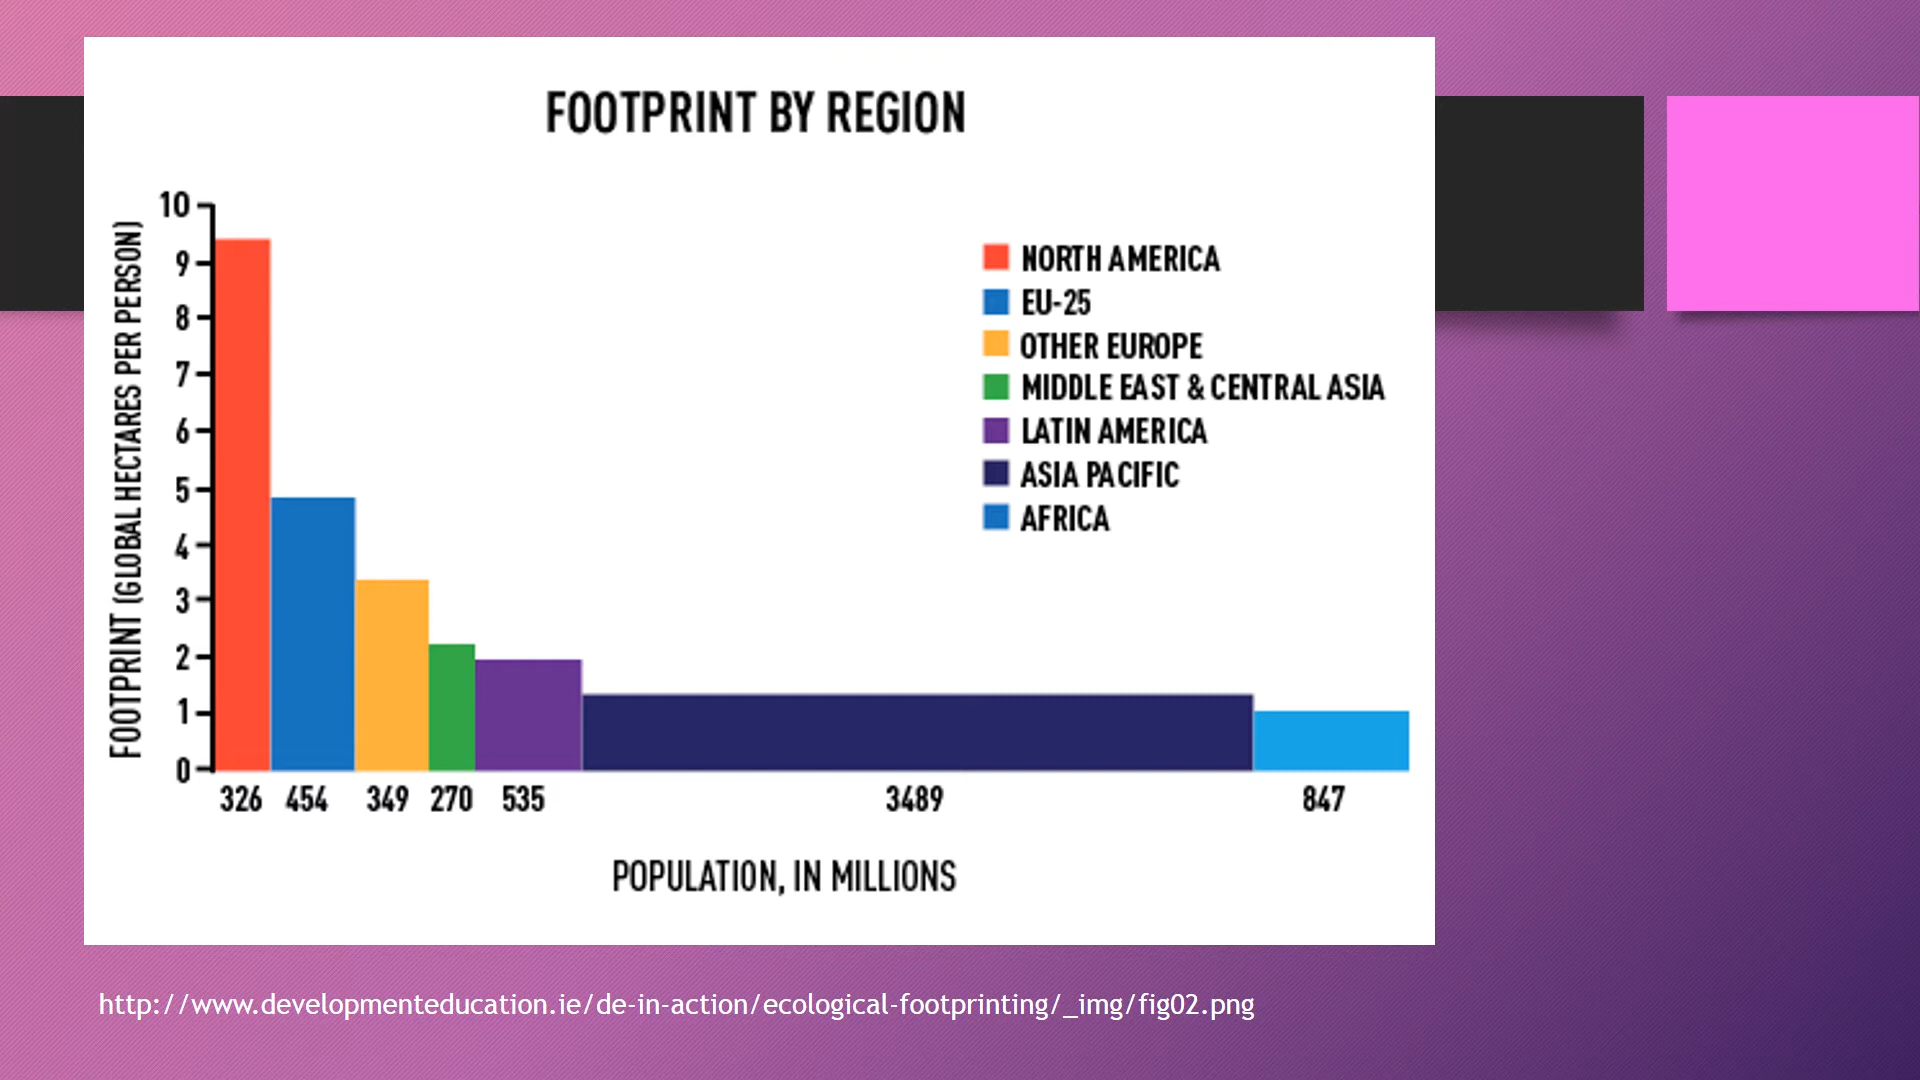 FOOTPRINT BY REGION
FOOTPRINT (GLOBAL HECTARES PER PERSON)
10
9
8
7
6
5
4
3
2
1
0
NORTH AMERICA
EU-25
OTHER EUROPE
MIDDLE EAST & CENTRAL ASIA
LATIN AMERICA
ASIA PACIFIC
AFRICA
326 454 349 270 535 3489 847
POPULATION, IN MILLIONS
http://www.developmenteducation.ie/de-in-action/ecological-footprinting/_img/fig02.png